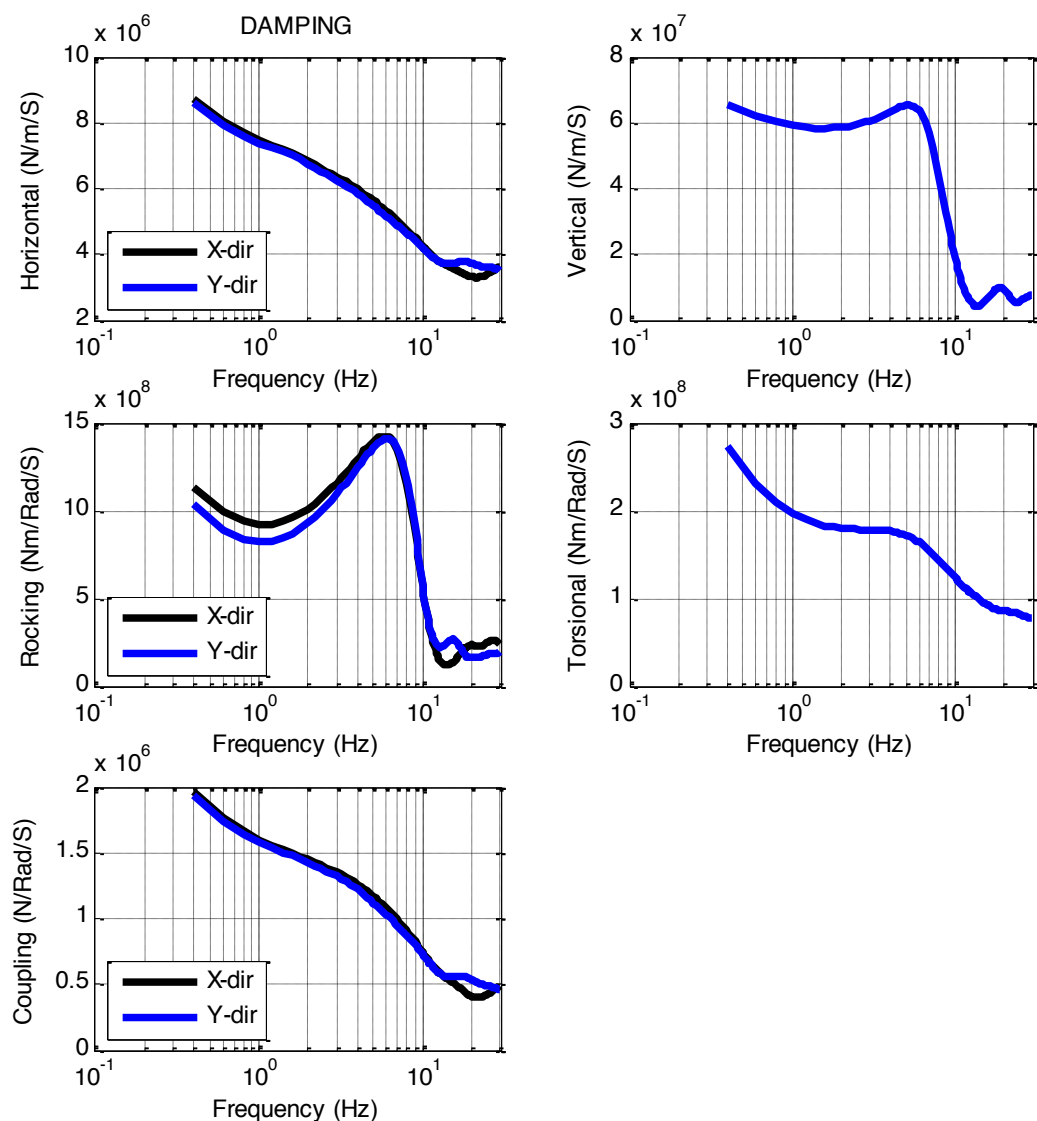 DAMPING
x 10^6
10
8
6
4
2
Horizontal (N/m/S)
X-dir
Y-dir
10^-1 10^0 10^1
Frequency (Hz)
x 10^7
8
6
4
2
0
Vertical (N/m/S)
10^-1 10^0 10^1
Frequency (Hz)
x 10^8
15
10
5
0
Rocking (Nm/Rad/S)
X-dir
Y-dir
10^-1 10^0 10^1
Frequency (Hz)
x 10^8
3
2
1
0
Torsional (Nm/Rad/S)
10^-1 10^0 10^1
Frequency (Hz)
x 10^6
2
1.5
1
0.5
0
Coupling (N/Rad/S)
X-dir
Y-dir
10^-1 10^0 10^1
Frequency (Hz)